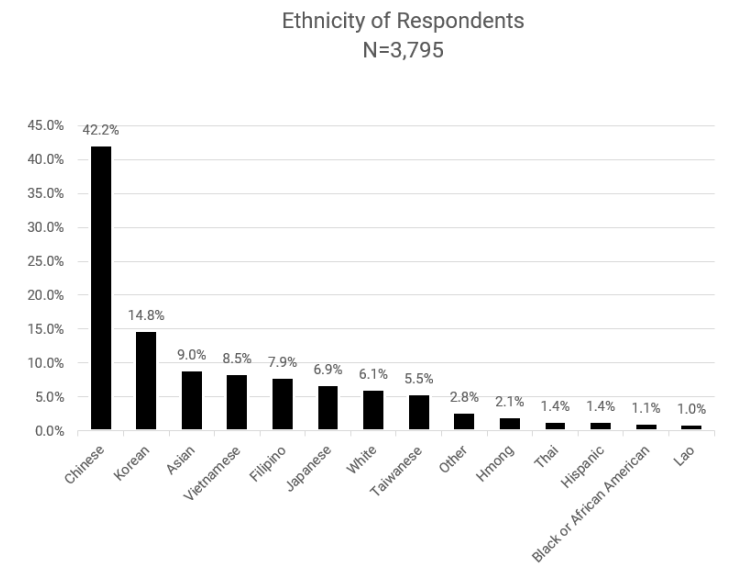 Ethnicity of Respondents
N=3,795
45.0%
40.0%
35.0%
30.0%
25.0%
20.0%
15.0%
10.0%
5.0%
0.0%
42.2%
14.8%
9.0%
8.5%
7.9%
6.9%
6.1%
5.5%
2.8%
2.1%
1.4%
1.4%
1.1%
1.0%
Chinese
Korean
Asian
Vietnamese
Filipino
Japanese
White
Taiwanese
Other
Hmong
Thai
Hispanic
Black or African American
Lao